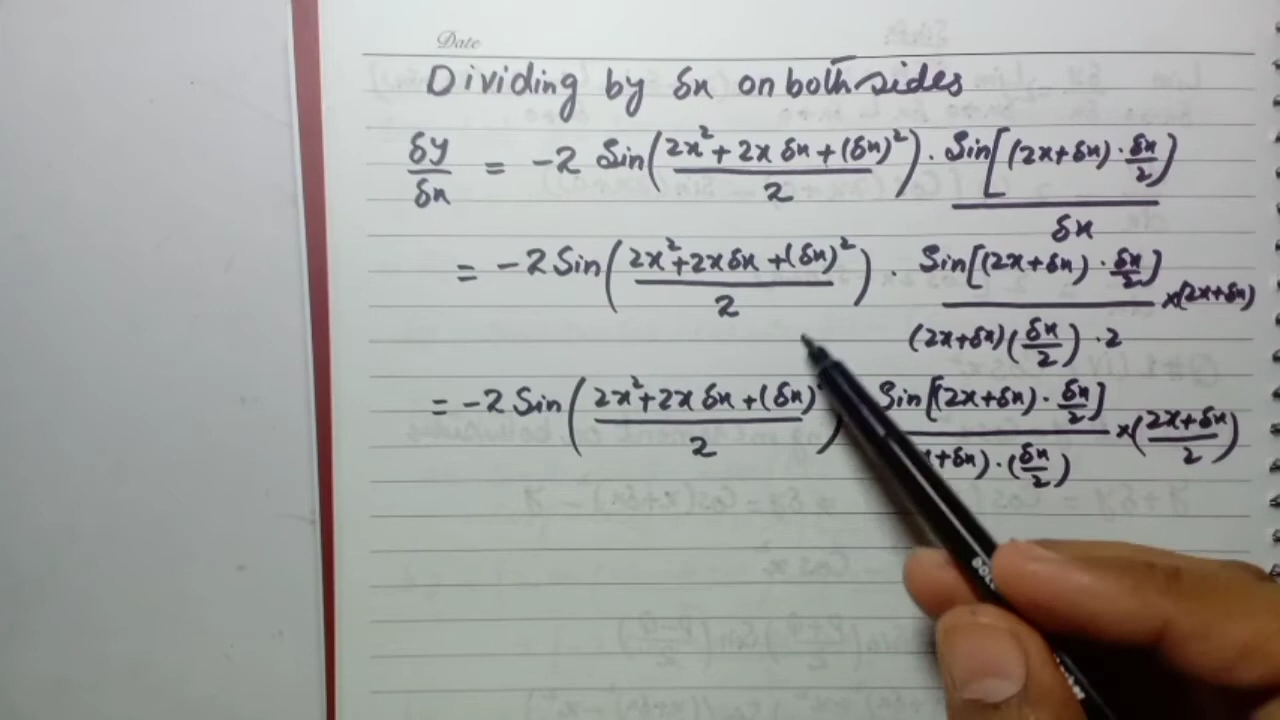 Date
Dividing by δx on both sides
δy/δx = -2 Sin((2x²+2x δx+(δx)²)/2) · Sin[(2x+δx)·δx/2]/δx
= -2 Sin((2x²+2xδx+(δx)²)/2) · Sin[(2x+δx)·δx/2]/((2x+δx)(δx/2)·2) ×(2x+δx)
= -2 Sin((2x²+2x δx+(δx) /2) Sin[(2x+δx)·δx/2]/( +δx)·(δx/2) ×((2x+δx)/2)